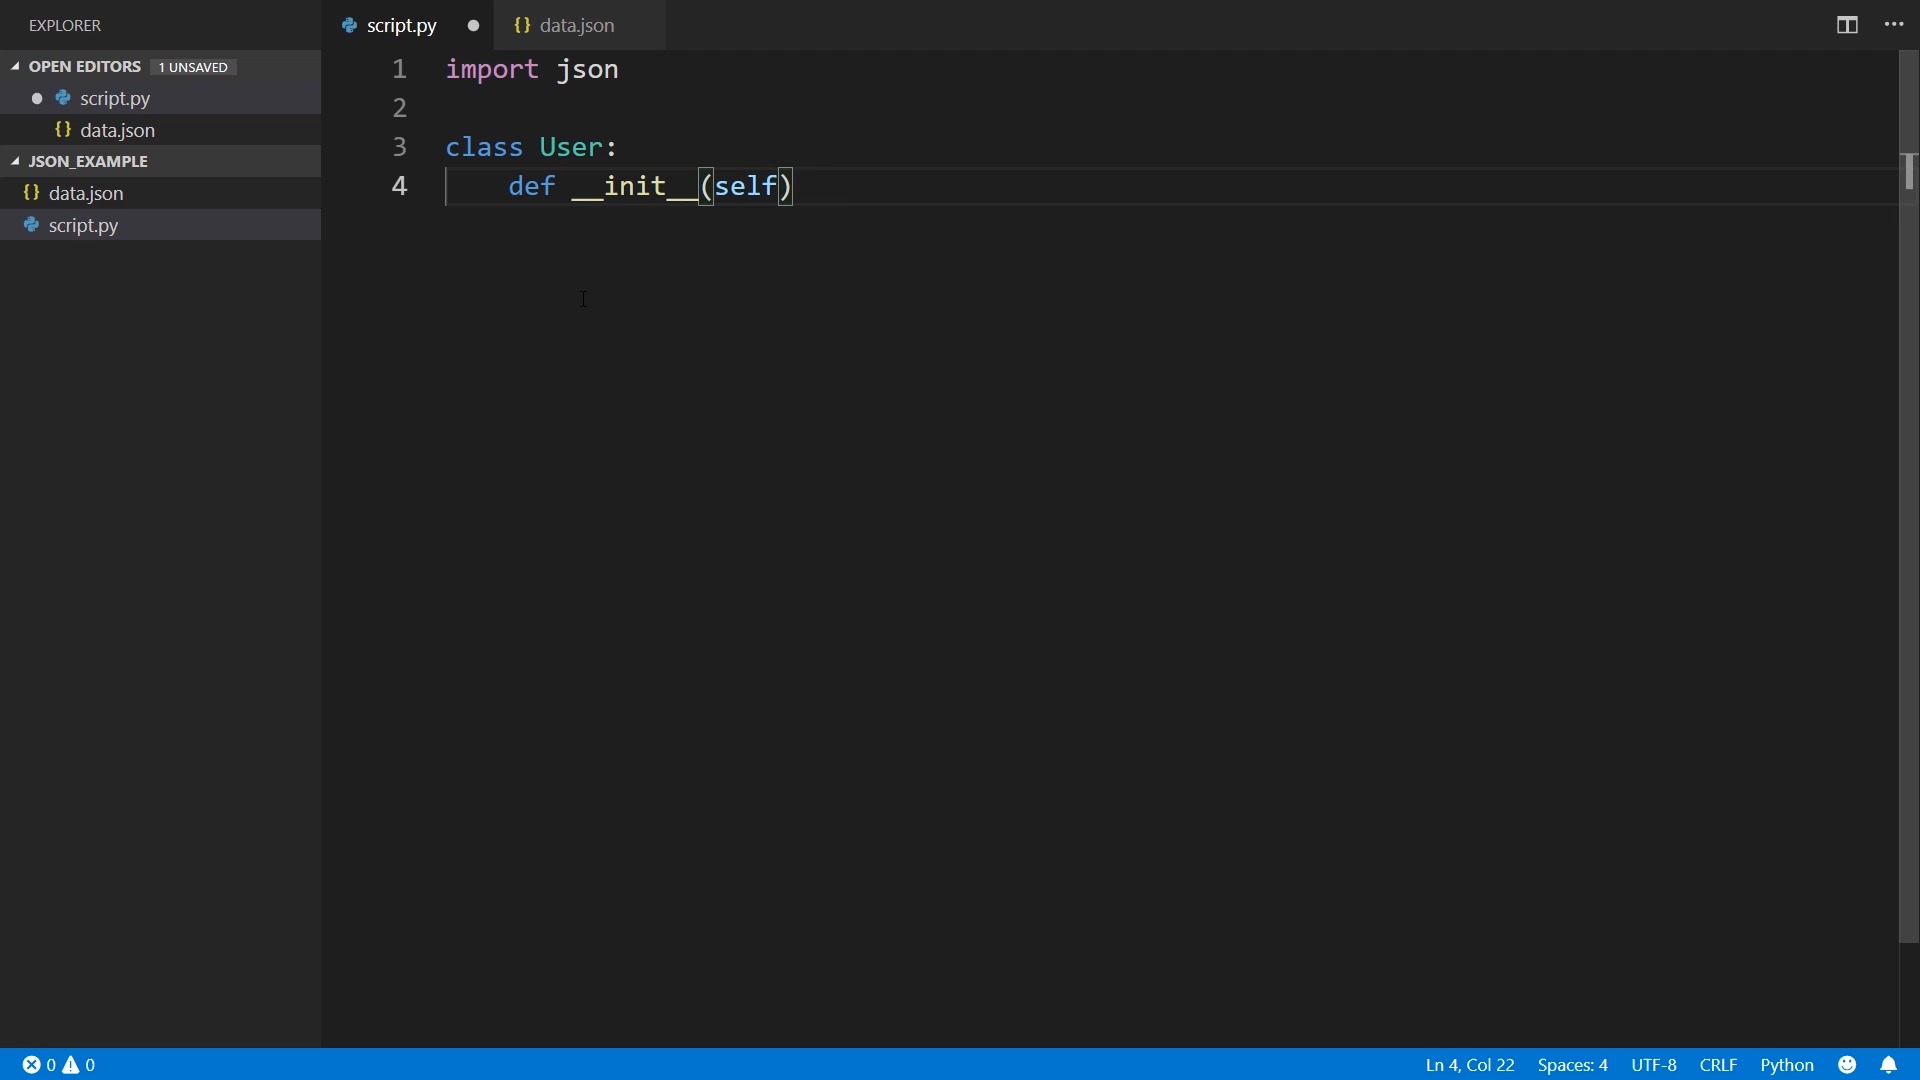 EXPLORER
OPEN EDITORS 1 UNSAVED
script.py
{} data.json
JSON_EXAMPLE
{} data.json
script.py
script.py
{} data.json
1 import json
2
3 class User:
4 def __init__(self)
0 0
Ln 4, Col 22 Spaces: 4 UTF-8 CRLF Python